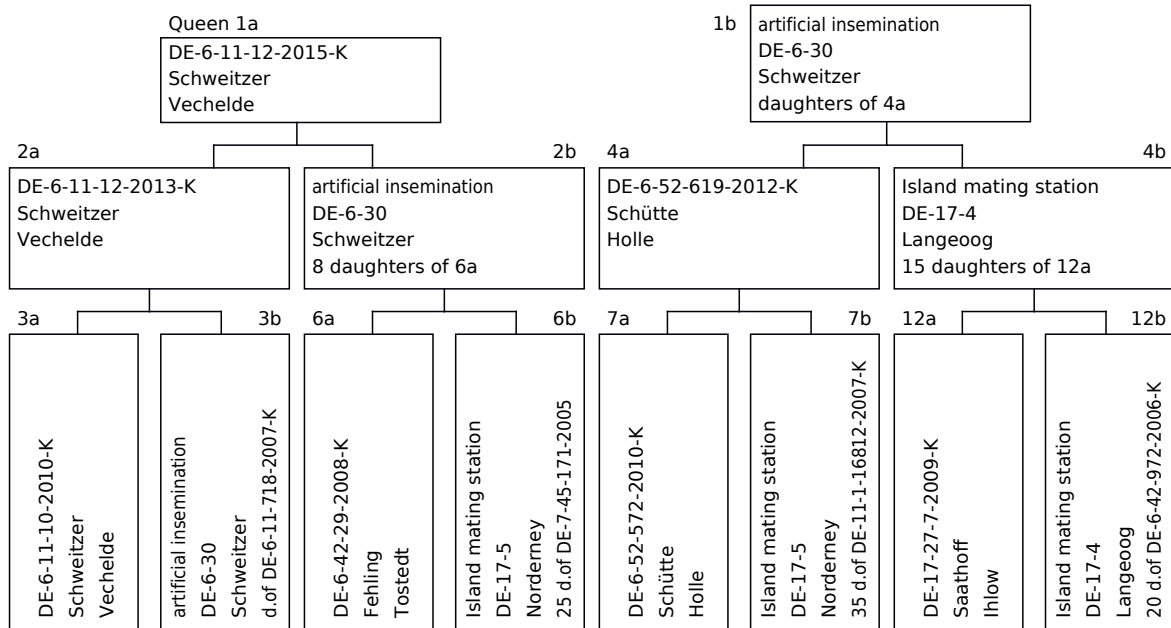 Queen 1a
DE-6-11-12-2015-K
Schweitzer
Vechelde
1b
artificial insemination
DE-6-30
Schweitzer
daughters of 4a
2a
DE-6-11-12-2013-K
Schweitzer
Vechelde
2b
artificial insemination
DE-6-30
Schweitzer
8 daughters of 6a
4a
DE-6-52-619-2012-K
Schütte
Holle
4b
Island mating station
DE-17-4
Langeoog
15 daughters of 12a
3a
DE-6-11-10-2010-K
Schweitzer
Vechelde
3b
artificial insemination
DE-6-30
Schweitzer
d.of DE-6-11-718-2007-K
6a
DE-6-42-29-2008-K
Fehling
Tostedt
6b
Island mating station
DE-17-5
Norderney
25 d.of DE-7-45-171-2005
7a
DE-6-52-572-2010-K
Schütte
Holle
7b
Island mating station
DE-17-5
Norderney
35 d.of DE-11-1-16812-2007-K
12a
DE-17-27-7-2009-K
Saathoff
Ihlow
12b
Island mating station
DE-17-4
Langeoog
20 d.of DE-6-42-972-2006-K